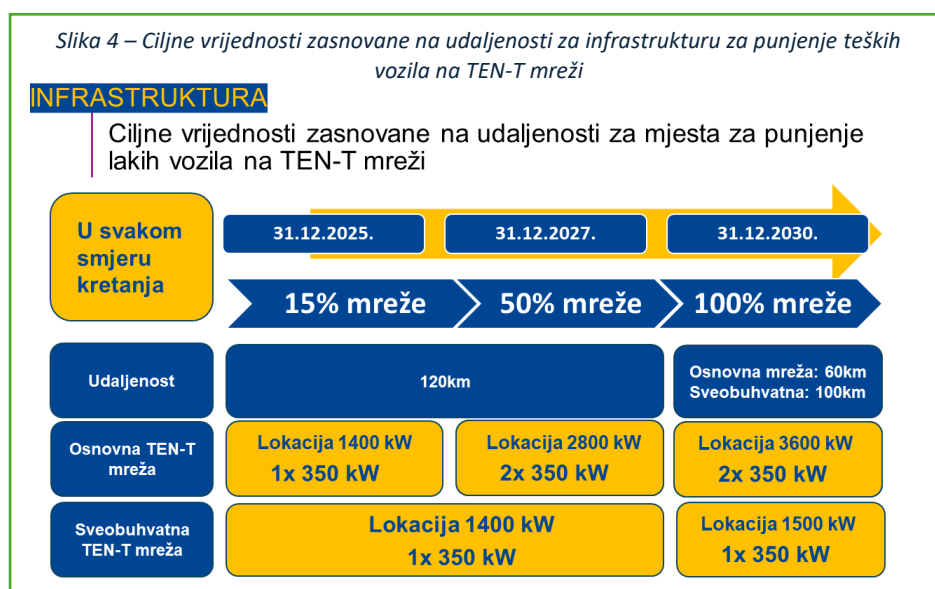 Slika 4 – Ciljne vrijednosti zasnovane na udaljenosti za infrastrukturu za punjenje teških
vozila na TEN-T mreži
INFRASTRUKTURA
Ciljne vrijednosti zasnovane na udaljenosti za mjesta za punjenje
lakih vozila na TEN-T mreži
U svakom
smjeru
kretanja
31.12.2025.
31.12.2027.
31.12.2030.
15% mreže
50% mreže
100% mreže
Udaljenost
120km
Osnovna mreža: 60km
Sveobuhvatna: 100km
Osnovna TEN-T
mreža
Lokacija 1400 kW
1x 350 kW
Lokacija 2800 kW
2x 350 kW
Lokacija 3600 kW
2x 350 kW
Sveobuhvatna
TEN-T mreža
Lokacija 1400 kW
1x 350 kW
Lokacija 1500 kW
1x 350 kW